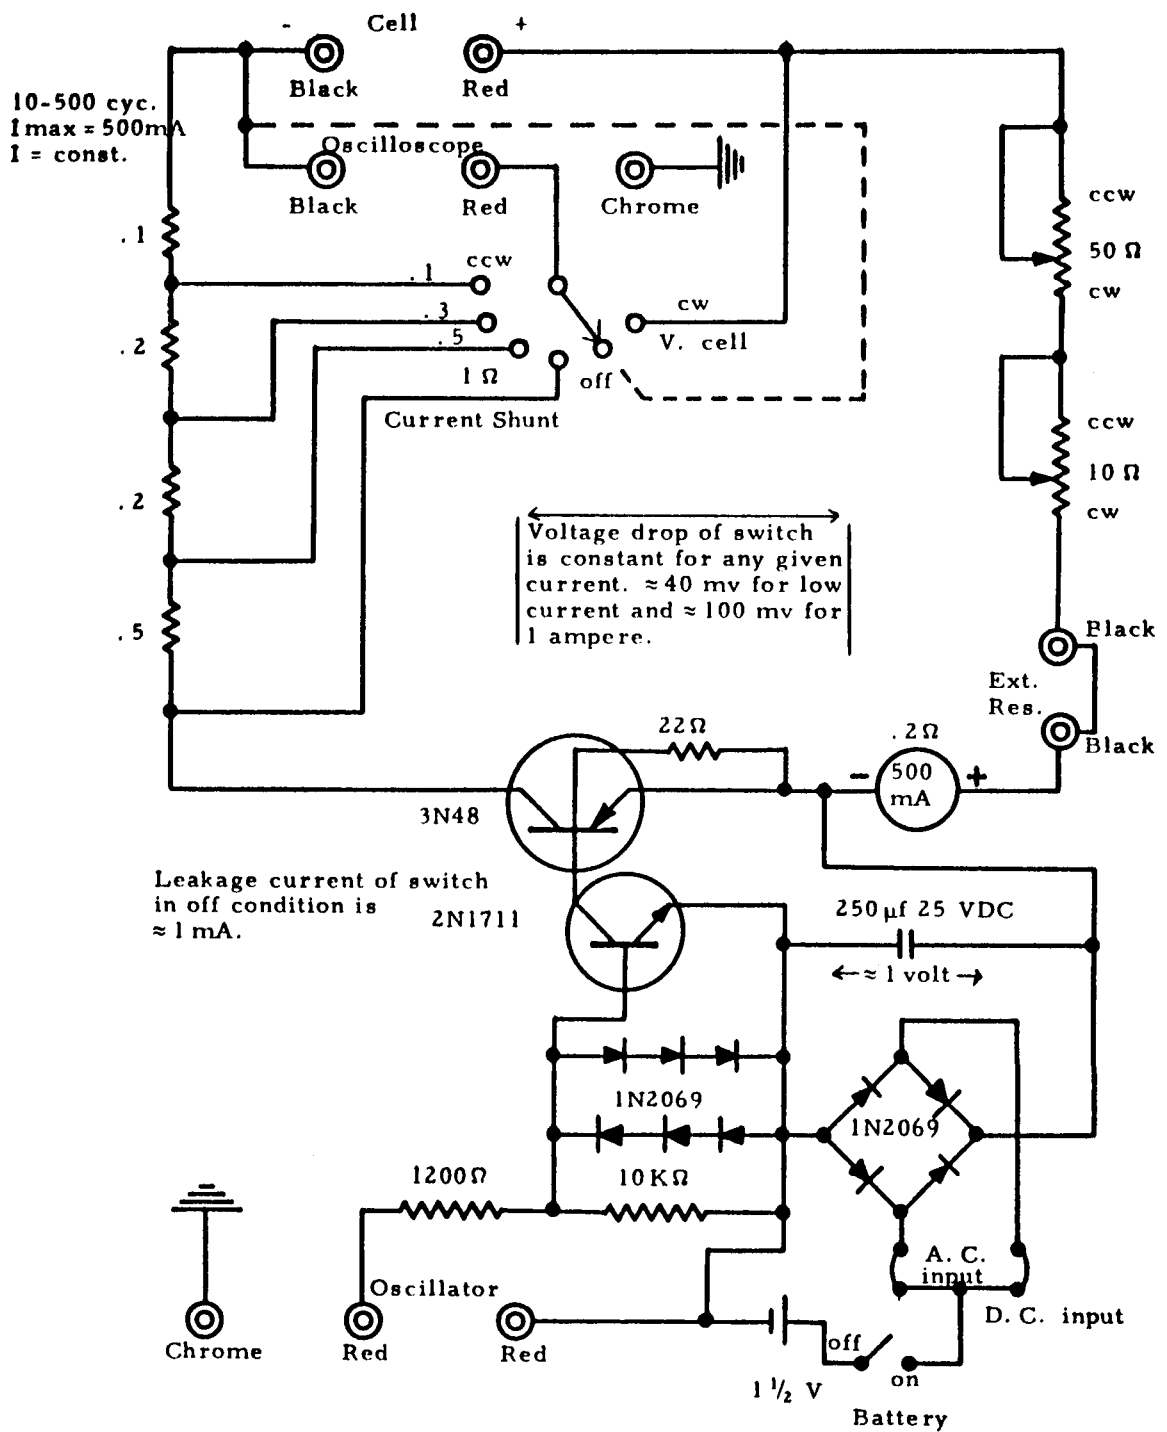 - Cell +
Black Red
10-500 cyc.
Imax = 500mA
I = const.
Oscilloscope
Black Red Chrome
.1
ccw
.1
.3
.5
1 Ω
off
cw
V. cell
Current Shunt
.2
.2
.5
ccw
50 Ω
cw
ccw
10 Ω
cw
Voltage drop of switch
is constant for any given
current. ≈ 40 mv for low
current and ≈ 100 mv for
1 ampere.
Black
Ext.
Res.
Black
22Ω
.2Ω
- 500 +
mA
3N48
Leakage current of switch
in off condition is
≈ 1 mA.
2N1711
250 μf 25 VDC
≈ 1 volt
1N2069
1N2069
1200Ω
10KΩ
A. C.
input
D. C. input
Oscillator
Chrome Red Red
off
on
1 1/2 V
Battery